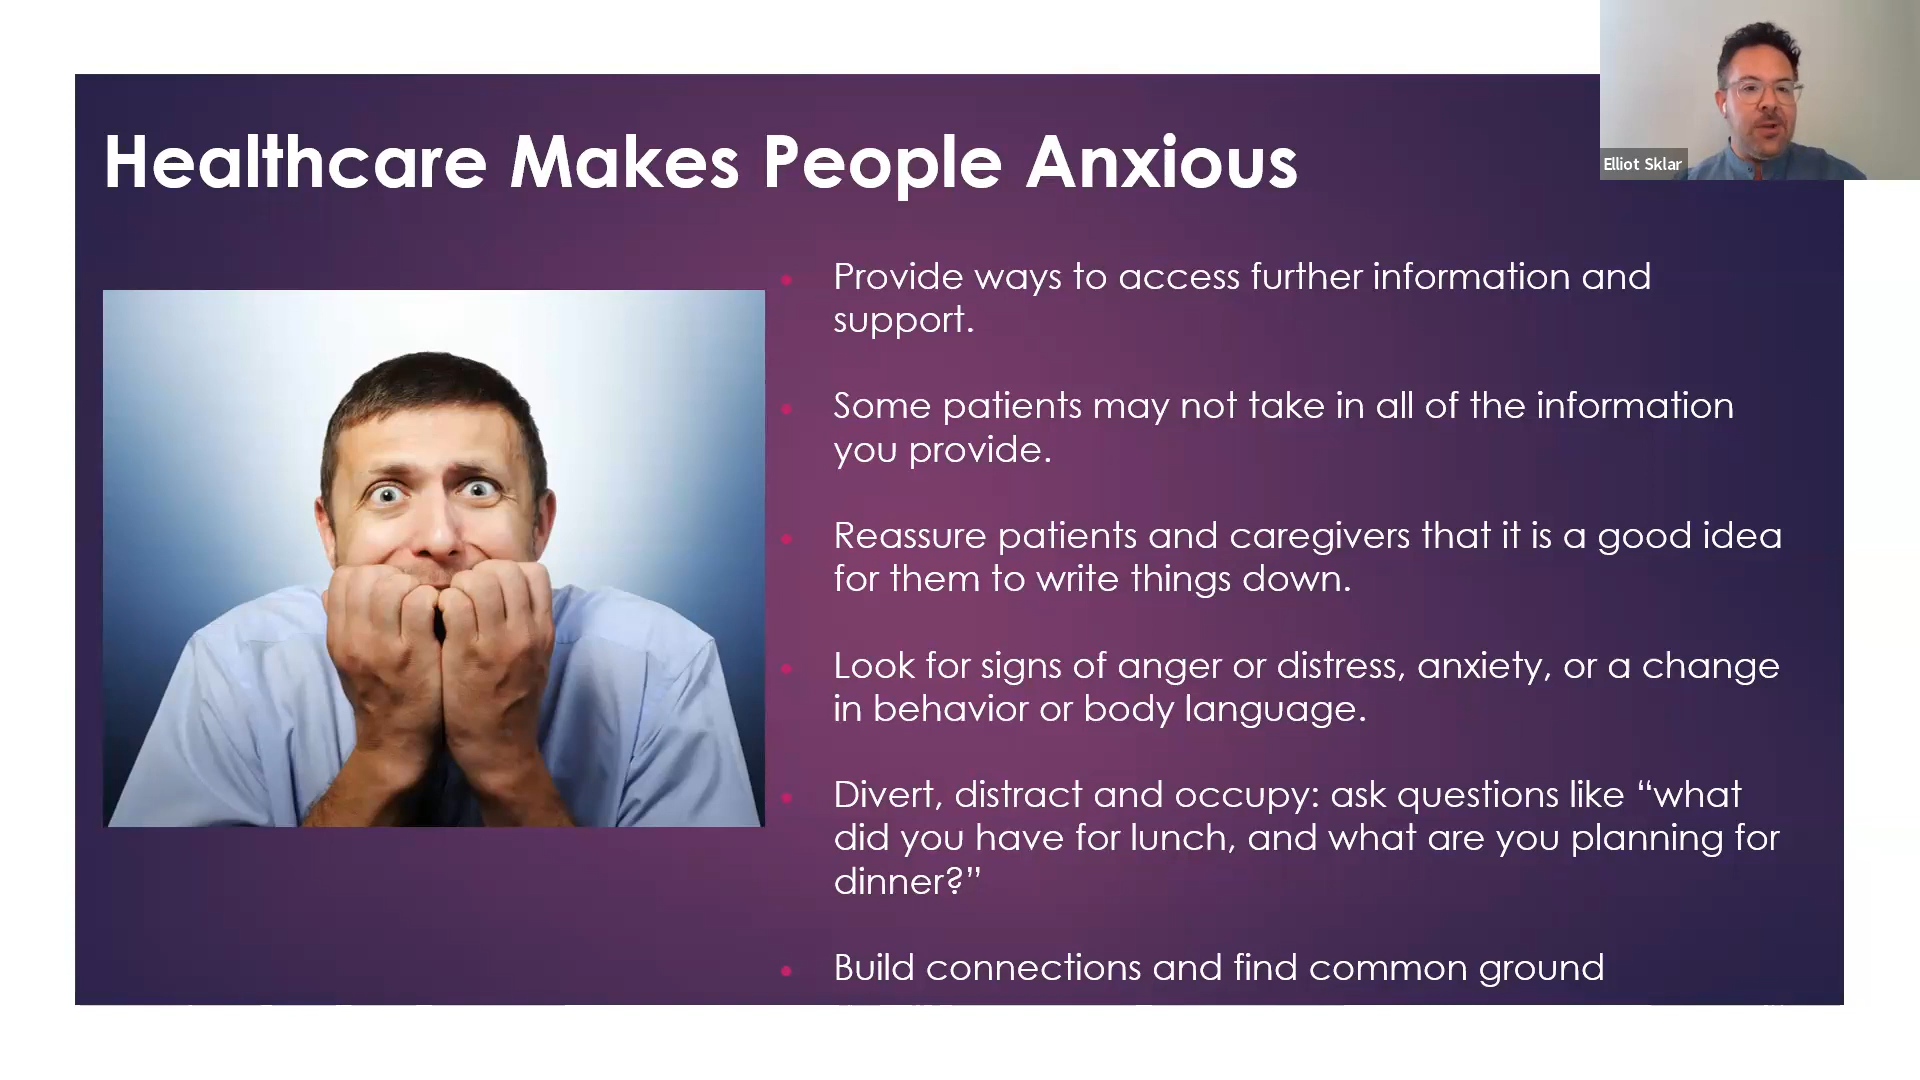 Healthcare Makes People Anxious
Elliot Sklar
Provide ways to access further information and
support.
Some patients may not take in all of the information
you provide.
Reassure patients and caregivers that it is a good idea
for them to write things down.
Look for signs of anger or distress, anxiety, or a change
in behavior or body language.
Divert, distract and occupy: ask questions like “what
did you have for lunch, and what are you planning for
dinner?”
Build connections and find common ground